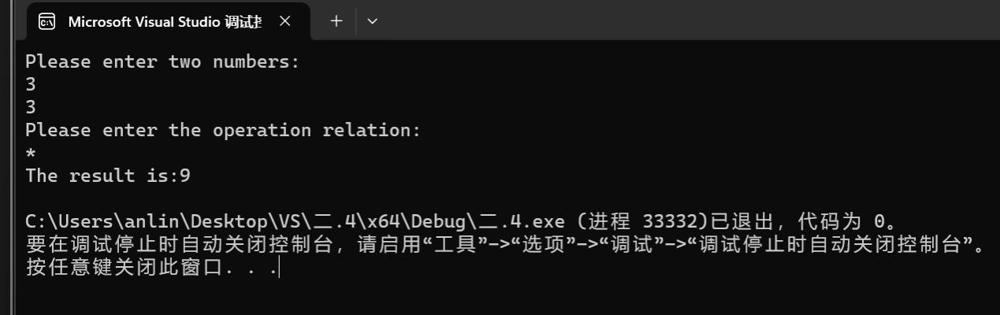 Microsoft Visual Studio 调试
Please enter two numbers:
3
3
Please enter the operation relation:
*
The result is:9
C:\Users\anlin\Desktop\VS\二.4\x64\Debug\二.4.exe (进程 33332)已退出，代码为 0。
要在调试停止时自动关闭控制台，请启用“工具”->“选项”->“调试”->“调试停止时自动关闭控制台”。
按任意键关闭此窗口. . .